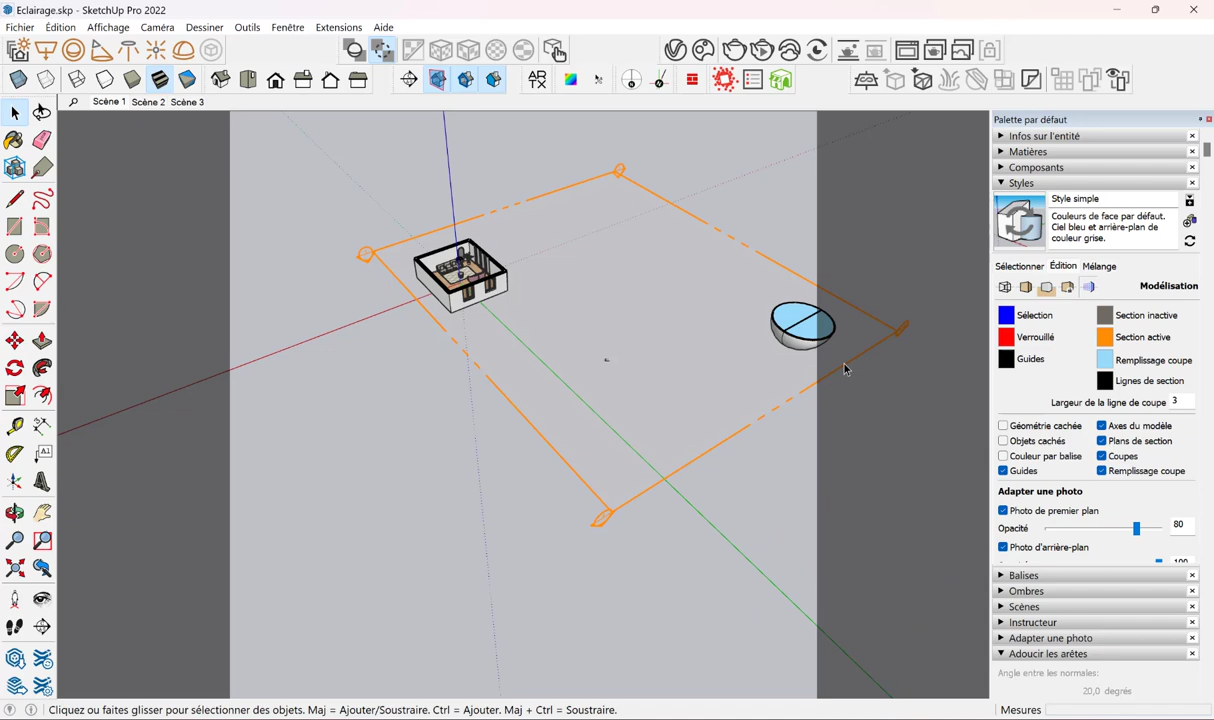 Eclairage.skp - SketchUp Pro 2022
Fichier Édition Affichage Caméra Dessiner Outils Fenêtre Extensions Aide
Scène 1 Scène 2 Scène 3
Palette par défaut
Infos sur l'entité
Matières
Composants
Styles
Style simple
Couleurs de face par défaut.
Ciel bleu et arrière-plan de
couleur grise.
Sélectionner Édition Mélange
Modélisation
Sélection Section inactive
Verrouillé Section active
Guides Remplissage coupe
Lignes de section
Largeur de la ligne de coupe 3
Géométrie cachée Axes du modèle
Objets cachés Plans de section
Couleur par balise Coupes
Guides Remplissage coupe
Adapter une photo
Photo de premier plan
Opacité 80
Photo d'arrière-plan
Balises
Ombres
Scènes
Instructeur
Adapter une photo
Adoucir les arêtes
Angle entre les normales:
20,0 degrés
Cliquez ou faites glisser pour sélectionner des objets. Maj = Ajouter/Soustraire. Ctrl = Ajouter. Maj + Ctrl = Soustraire.
Mesures